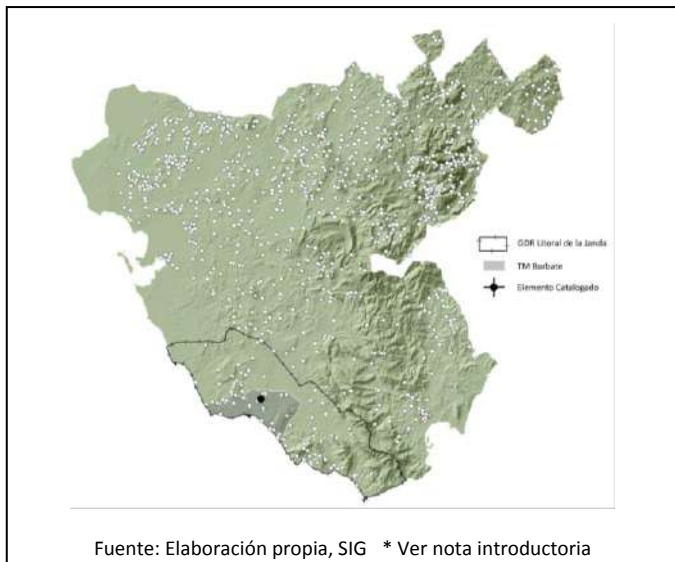 GDR Litoral de la Janda
TM Barbate
Elemento Catalogado
Fuente: Elaboración propia, SIG * Ver nota introductoria